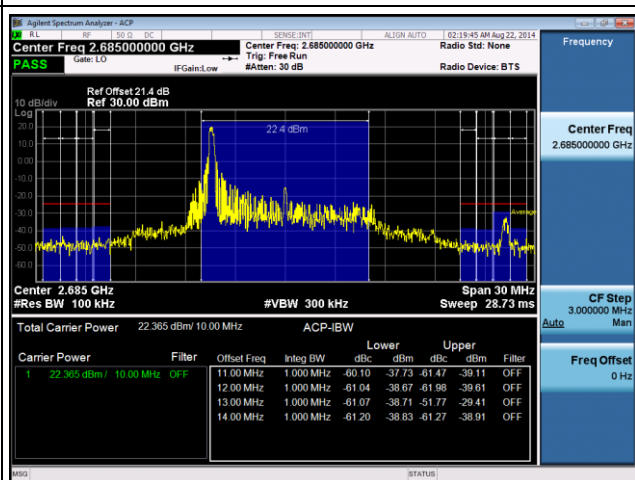 Agilent Spectrum Analyzer - ACP
RL RF 50 Ω DC SENSE:INT ALIGN AUTO 02:19:45 AM Aug 22, 2014
Center Freq 2.685000000 GHz Center Freq: 2.685000000 GHz Radio Std: None Frequency
PASS Gate: LO IFGain:Low Trig: Free Run
#Atten: 30 dB Radio Device: BTS
Ref Offset 21.4 dB
10 dB/div Ref 30.00 dBm
Log
20.0 22.4 dBm
10.0
0.00
-10.0
-20.0
-30.0 Average
-40.0
-50.0
-60.0
Center 2.685 GHz Span 30 MHz
#Res BW 100 kHz #VBW 300 kHz Sweep 28.73 ms
Total Carrier Power 22.365 dBm/ 10.00 MHz ACP-IBW
Lower Upper
Carrier Power Filter Offset Freq Integ BW dBc dBm dBc dBm Filter
1 22.365 dBm / 10.00 MHz OFF 11.00 MHz 1.000 MHz -60.10 -37.73 -61.47 -39.11 OFF
12.00 MHz 1.000 MHz -61.04 -38.67 -61.98 -39.61 OFF
13.00 MHz 1.000 MHz -61.07 -38.71 -51.77 -29.41 OFF
14.00 MHz 1.000 MHz -61.20 -38.83 -61.27 -38.91 OFF
Center Freq
2.685000000 GHz
CF Step
3.000000 MHz
Auto Man
Freq Offset
0 Hz
MSG STATUS